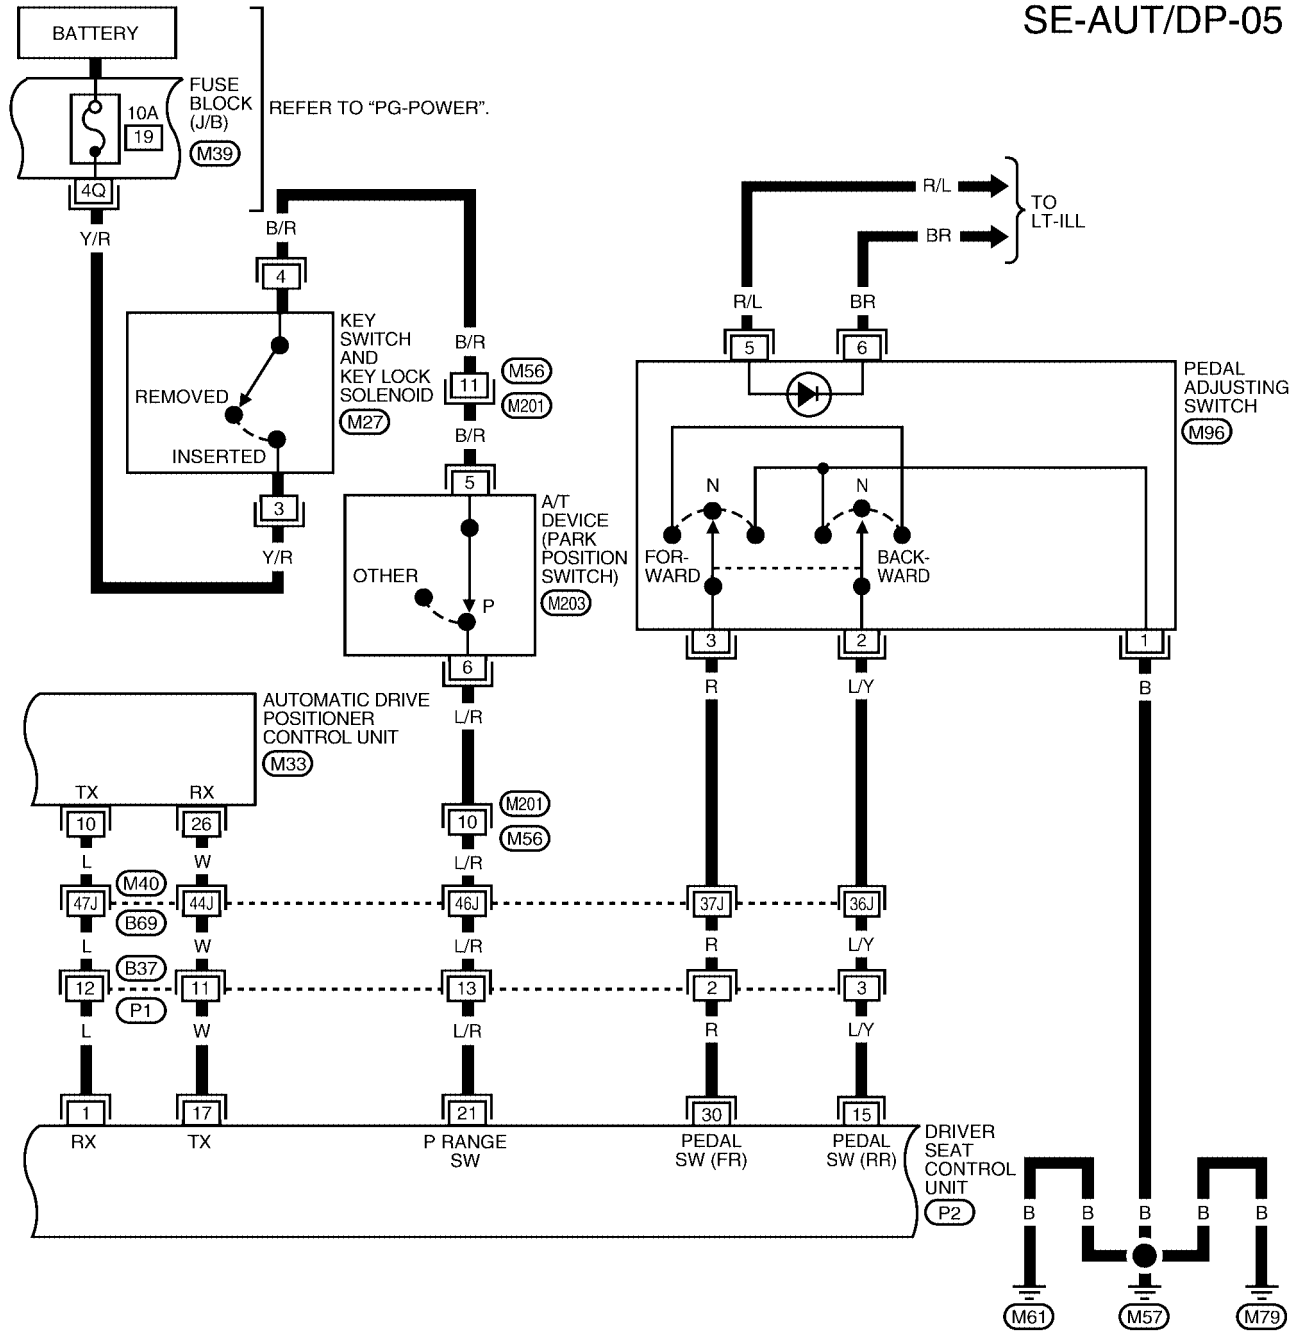 SE-AUT/DP-05
BATTERY
FUSE
BLOCK
(J/B)
M39
10A
19
REFER TO “PG-POWER”.
4Q
Y/R
B/R
4
KEY
SWITCH
AND
KEY LOCK
SOLENOID
M27
REMOVED
INSERTED
3
Y/R
B/R
11
M56
M201
B/R
5
A/T
DEVICE
(PARK
POSITION
SWITCH)
M203
OTHER
P
6
L/R
R/L
BR
TO
LT-ILL
R/L
BR
5
6
PEDAL
ADJUSTING
SWITCH
M96
N
N
FOR-
WARD
BACK-
WARD
3
2
1
R
L/Y
B
AUTOMATIC DRIVE
POSITIONER
CONTROL UNIT
M33
TX
RX
10
26
10
M201
M56
L
W
L/R
M40
47J
44J
46J
37J
36J
B69
L
W
L/R
R
L/Y
B37
12
11
13
2
3
P1
L
W
L/R
R
L/Y
1
17
21
30
15
RX
TX
P RANGE
SW
PEDAL
SW (FR)
PEDAL
SW (RR)
DRIVER
SEAT
CONTROL
UNIT
P2
B
B
B
B
B
M61
M57
M79